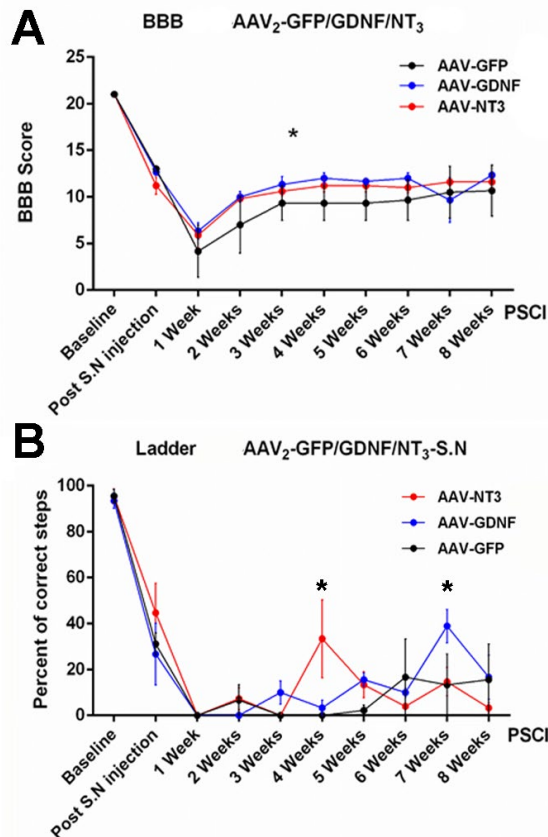 A
BBB AAV2-GFP/GDNF/NT3
25
20
15
10
5
0
BBB Score
AAV-GFP
AAV-GDNF
AAV-NT3
*
Baseline
Post S.N injection
1 Week
2 Weeks
3 Weeks
4 Weeks
5 Weeks
6 Weeks
7 Weeks
8 Weeks
PSCI
B
Ladder AAV2-GFP/GDNF/NT3-S.N
100
80
60
40
20
0
Percent of correct steps
AAV-NT3
AAV-GDNF
AAV-GFP
* *
Baseline
Post S.N injection
1 Week
2 Weeks
3 Weeks
4 Weeks
5 Weeks
6 Weeks
7 Weeks
8 Weeks
PSCI